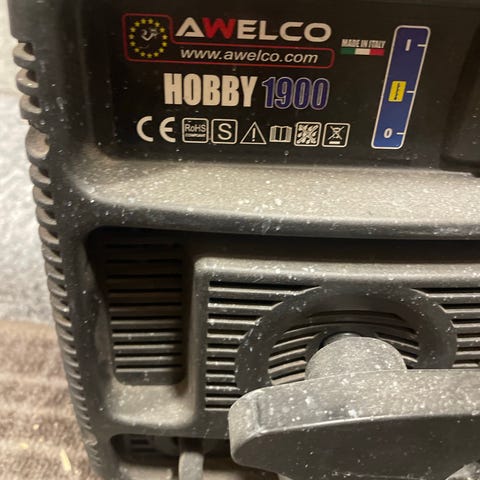 AWELCO
www.awelco.com
MADE IN ITALY
HOBBY 1900
CE RoHS S
I
0